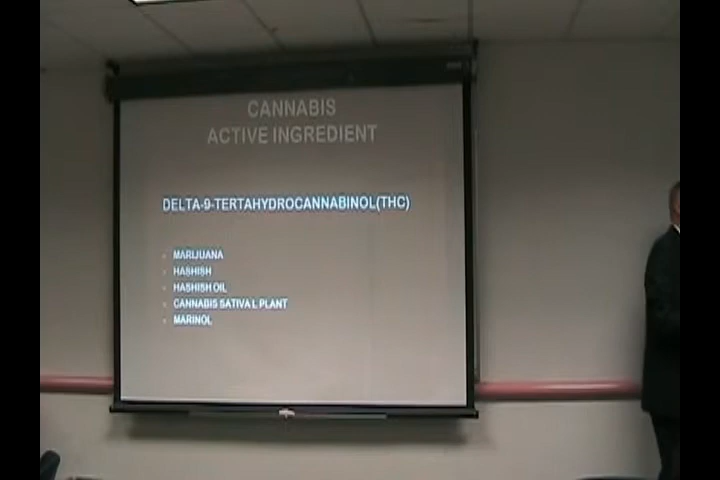 CANNABIS
ACTIVE INGREDIENT
DELTA-9-TERTAHYDROCANNABINOL(THC)
MARIJUANA
HASHISH
HASHISH OIL
CANNABIS SATIVA L PLANT
MARINOL